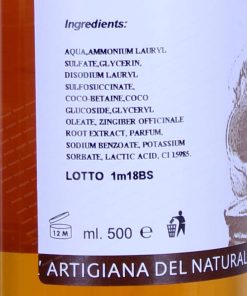 Ingredients:
AQUA,AMMONIUM LAURYL
SULFATE,GLYCERIN,
DISODIUM LAURYL
SULFOSUCCINATE,
COCO-BETAINE,COCO
GLUCOSIDE,GLYCERYL
OLEATE, ZINGIBER OFFICINALE
ROOT EXTRACT, PARFUM,
SODIUM BENZOATE, POTASSIUM
SORBATE, LACTIC ACID, CI 15985.
LOTTO 1m18BS
12 M
ml. 500 e
L'ARTIGIANA DEL NATURAL